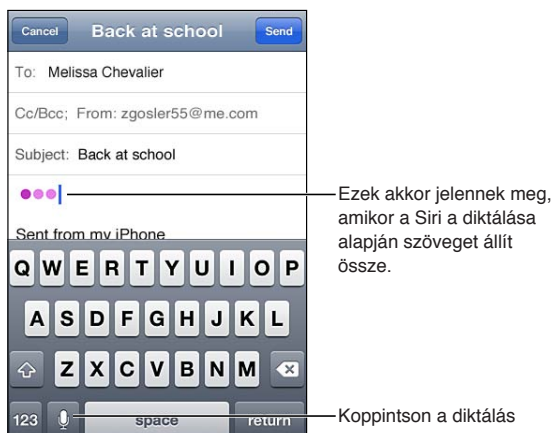 Cancel Back at school Send
To: Melissa Chevalier
Cc/Bcc; From: zgosler55@me.com
Subject: Back at school
Ezek akkor jelennek meg,
amikor a Siri a diktálása
alapján szöveget állít
össze.
Sent from my iPhone
Q W E R T Y U I O P
A S D F G H J K L
Z X C V B N M
123 space return
Koppintson a diktálás